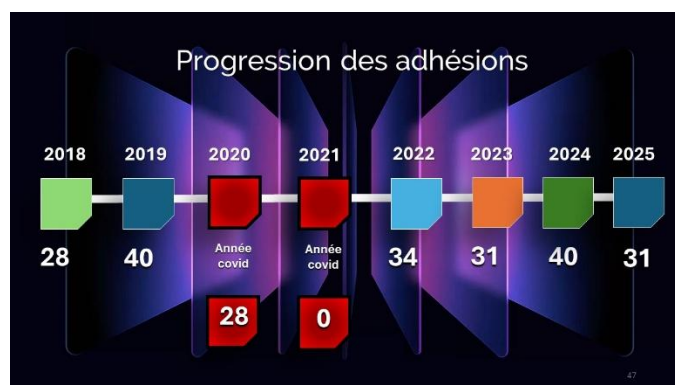 Progression des adhésions
2018 2019 2020 2021 2022 2023 2024 2025
Année
covid
Année
covid
28 40 34 31 40 31
28 0
47